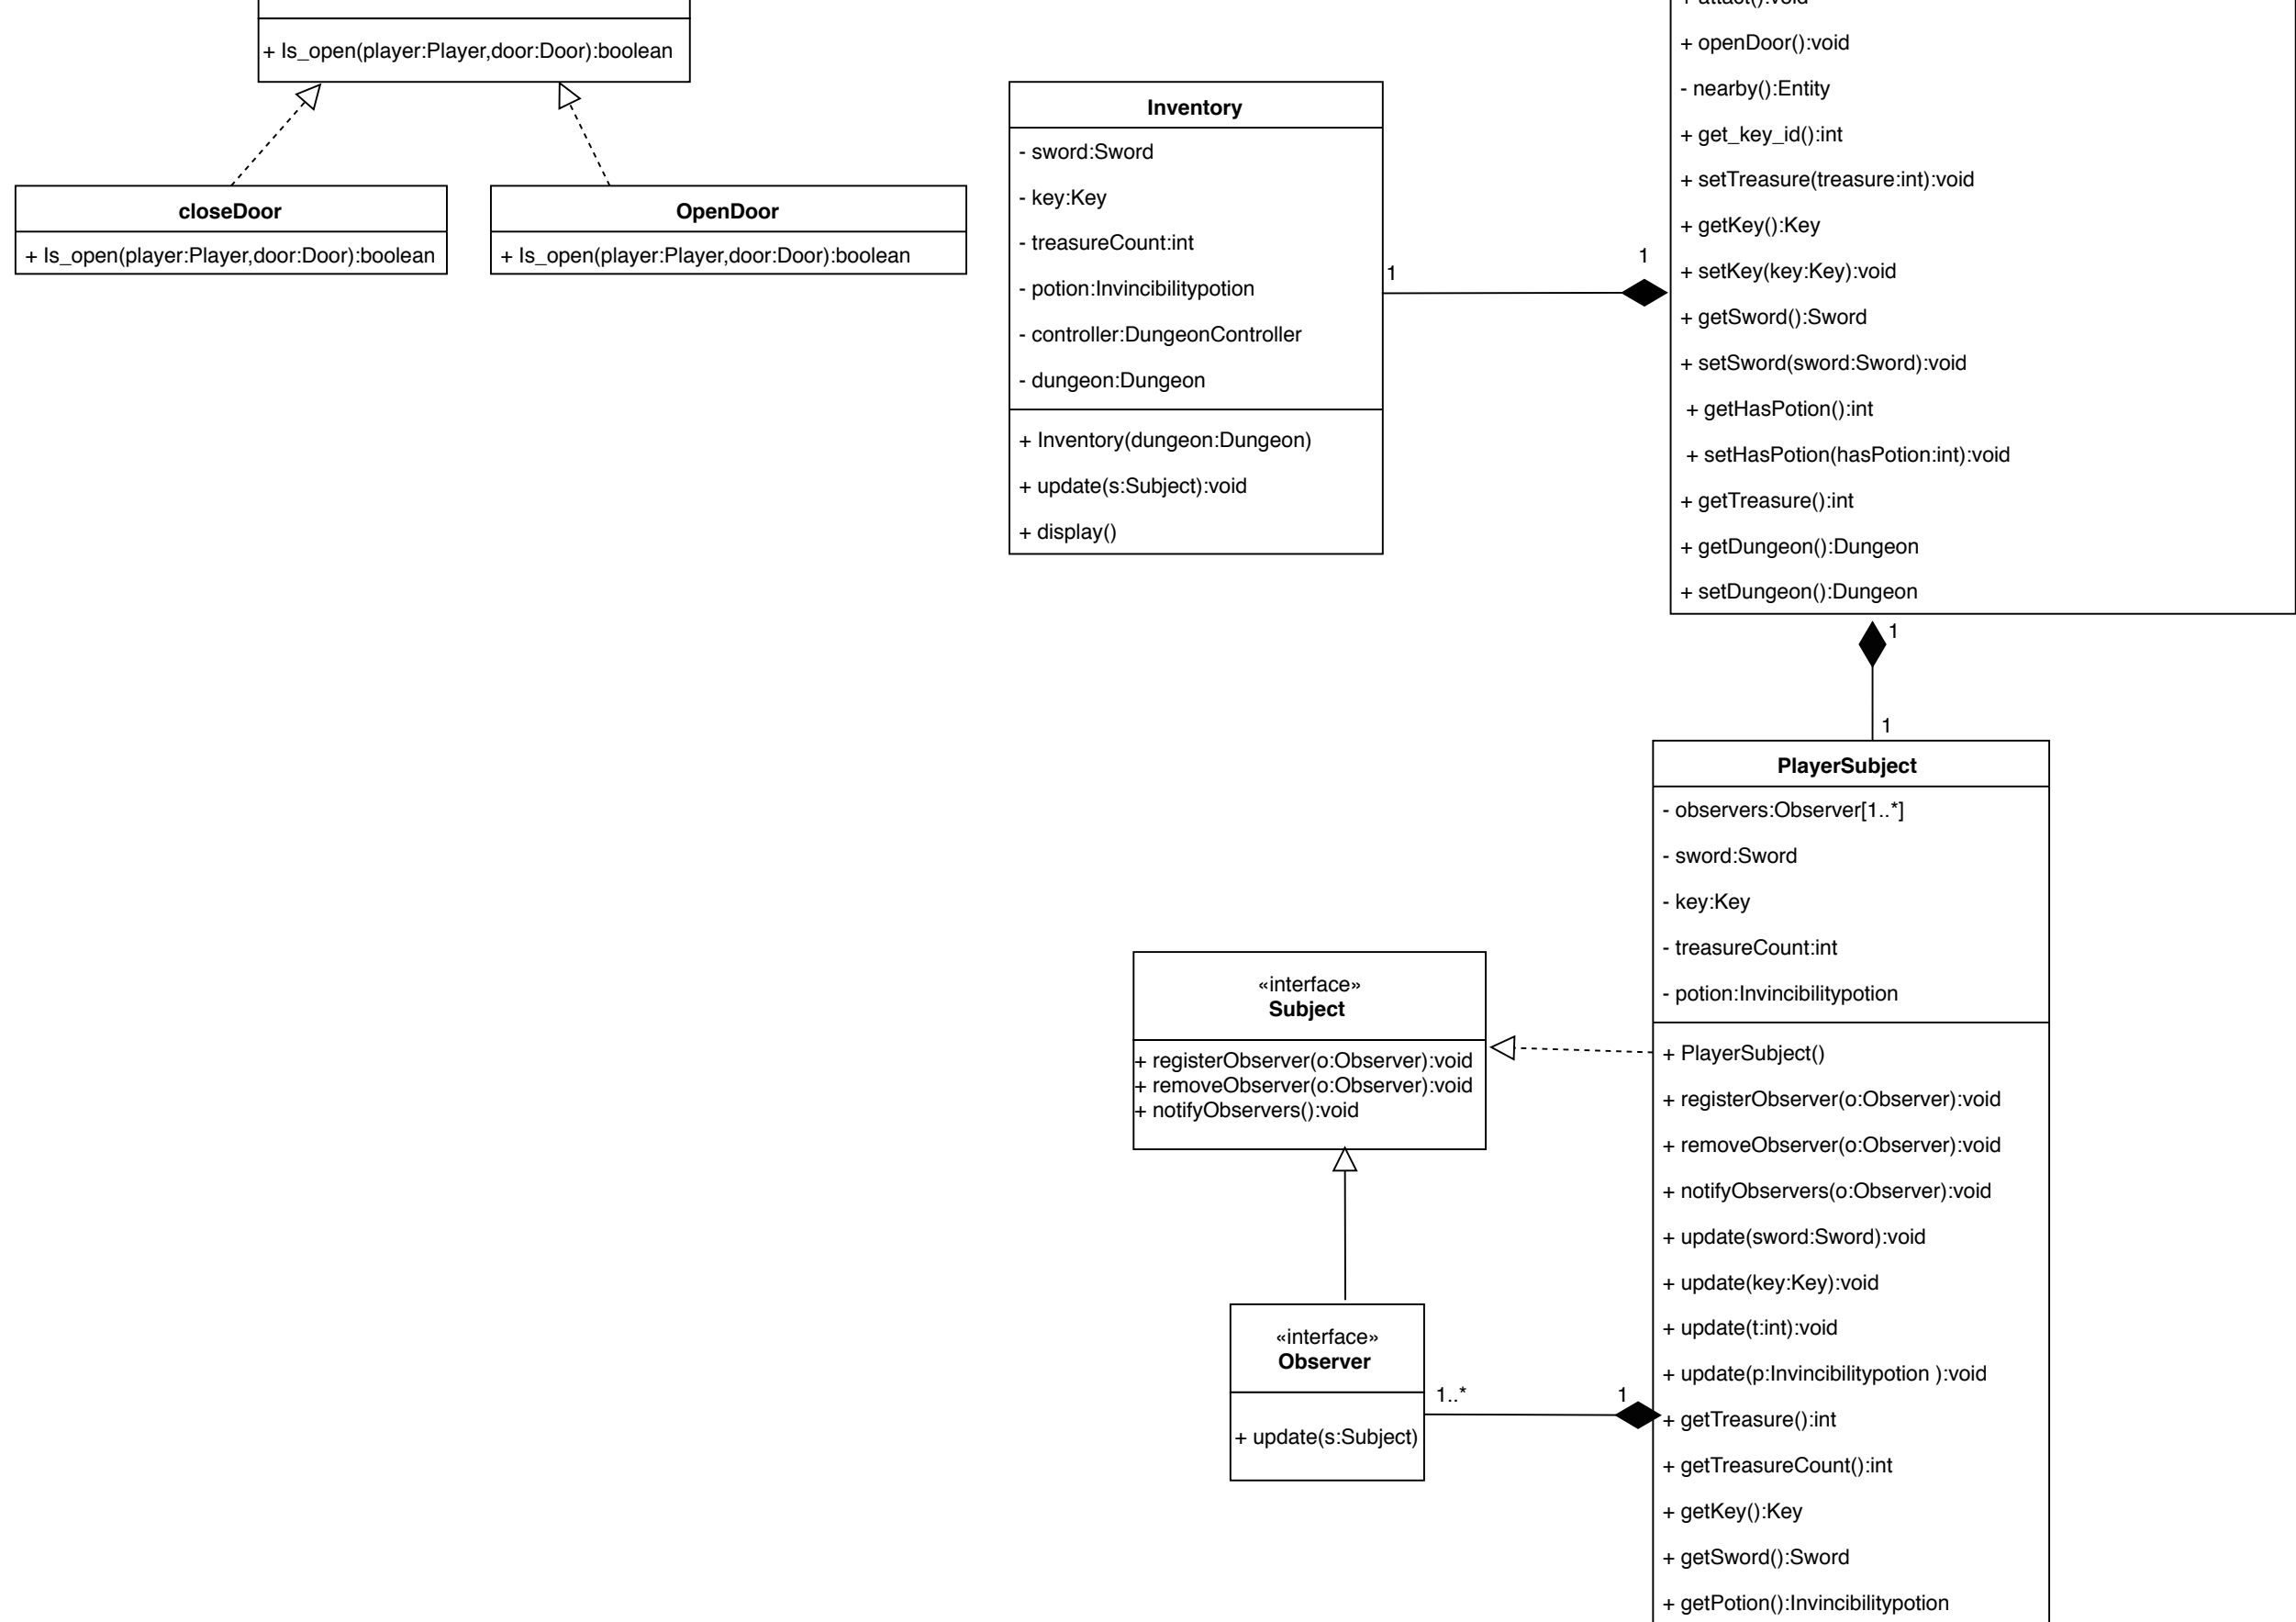 + Is_open(player:Player,door:Door):boolean
closeDoor
+ Is_open(player:Player,door:Door):boolean
OpenDoor
+ Is_open(player:Player,door:Door):boolean
Inventory
- sword:Sword
- key:Key
- treasureCount:int
- potion:Invincibilitypotion
- controller:DungeonController
- dungeon:Dungeon
+ Inventory(dungeon:Dungeon)
+ update(s:Subject):void
+ display()
1
1
+ attact():void
+ openDoor():void
- nearby():Entity
+ get_key_id():int
+ setTreasure(treasure:int):void
+ getKey():Key
+ setKey(key:Key):void
+ getSword():Sword
+ setSword(sword:Sword):void
+ getHasPotion():int
+ setHasPotion(hasPotion:int):void
+ getTreasure():int
+ getDungeon():Dungeon
+ setDungeon():Dungeon
1
1
PlayerSubject
- observers:Observer[1..*]
- sword:Sword
- key:Key
- treasureCount:int
- potion:Invincibilitypotion
+ PlayerSubject()
+ registerObserver(o:Observer):void
+ removeObserver(o:Observer):void
+ notifyObservers(o:Observer):void
+ update(sword:Sword):void
+ update(key:Key):void
+ update(t:int):void
+ update(p:Invincibilitypotion ):void
+ getTreasure():int
+ getTreasureCount():int
+ getKey():Key
+ getSword():Sword
+ getPotion():Invincibilitypotion
«interface»
Subject
+ registerObserver(o:Observer):void
+ removeObserver(o:Observer):void
+ notifyObservers():void
«interface»
Observer
+ update(s:Subject)
1..*
1